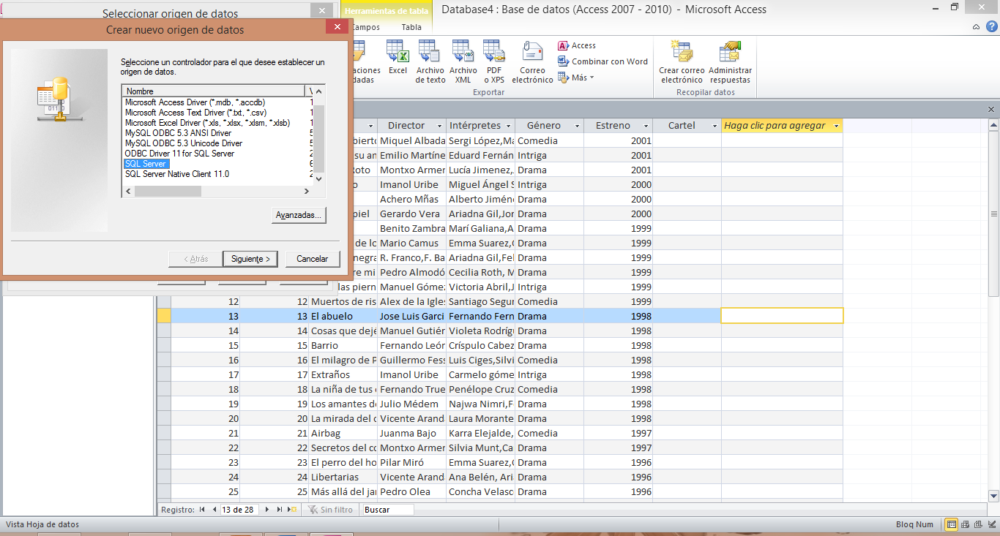 Seleccionar origen de datos
Herramientas de tabla
Database4 : Base de datos (Access 2007 - 2010) - Microsoft Access
Crear nuevo origen de datos
Campos
Tabla
Seleccione un controlador para el que desee establecer un
origen de datos.
Nombre
V
Microsoft Access Driver (*.mdb, *.accdb) 1
Microsoft Access Text Driver (*.txt, *.csv) 1
Microsoft Excel Driver (*.xls, *.xlsx, *.xlsm, *.xlsb) 1
MySQL ODBC 5.3 ANSI Driver 5
MySQL ODBC 5.3 Unicode Driver 5
ODBC Driver 11 for SQL Server 2
SQL Server 6
SQL Server Native Client 11.0 2
Avanzadas...
< Atrás
Siguiente >
Cancelar
aciones
dadas
Excel
Archivo
de texto
Archivo
XML
PDF
o XPS
Correo
electrónico
Access
Combinar con Word
Más
Exportar
Crear correo
electrónico
Administrar
respuestas
Recopilar datos
Director Intérpretes Género Estreno Cartel Haga clic para agregar
bierto Miquel Albada Sergi López,Ma Comedia 2001
su an Emilio Martíne Eduard Fernán Intriga 2001
Roto Montxo Armer Lucía Jimenez, Drama 2001
o Imanol Uribe Miguel Ángel S Intriga 2000
Achero Mñas Alberto Jiméne Drama 2000
piel Gerardo Vera Ariadna Gil,Jor Drama 2000
Benito Zambra Marí Galiana,A Drama 1999
de lo Mario Camus Emma Suarez,C Drama 1999
negra R. Franco,F. Ba Ariadna Gil,Fel Drama 1999
re mi Pedro Almodó Cecilia Roth, M Drama 1999
las piern Manuel Gómez Victoria Abril,J Intriga 1999
12 12 Muertos de ris Alex de la Igles Santiago Segur Comedia 1999
13 13 El abuelo Jose Luis Garci Fernando Fern Drama 1998
14 14 Cosas que dejé Manuel Gutiér Violeta Rodríg Drama 1998
15 15 Barrio Fernando León Críspulo Cabez Drama 1998
16 16 El milagro de P Guillermo Fess Luis Ciges,Silvi Comedia 1998
17 17 Extraños Imanol Uribe Carmelo góme Intriga 1998
18 18 La niña de tus o Fernando True Penélope Cruz Comedia 1998
19 19 Los amantes de Julio Médem Najwa Nimri,F Drama 1998
20 20 La mirada del o Vicente Aranda Laura Morante Drama 1998
21 21 Airbag Juanma Bajo Karra Elejalde, Comedia 1997
22 22 Secretos del co Montxo Armer Silvia Munt,Ca Drama 1997
23 23 El perro del ho Pilar Miró Emma Suarez,C Drama 1996
24 24 Libertarias Vicente Aranda Ana Belén, Aria Drama 1996
25 25 Más allá del jar Pedro Olea Concha Velasc Drama 1996
Registro: 13 de 28 Sin filtro Buscar
Vista Hoja de datos
Bloq Num